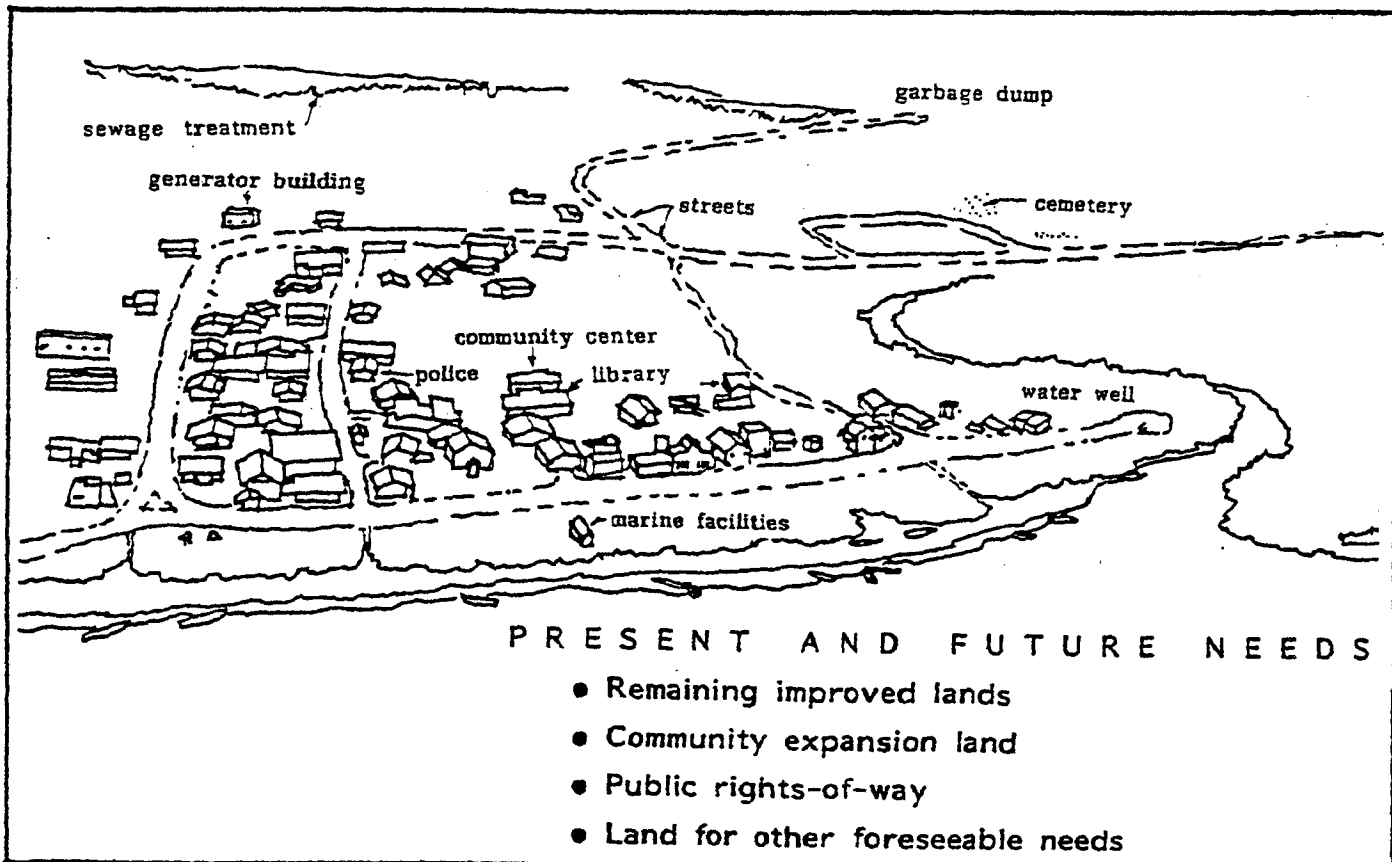 garbage dump
sewage treatment
generator building
streets
cemetery
community center
police
library
water well
marine facilities
PRESENT AND FUTURE NEEDS
• Remaining improved lands
• Community expansion land
• Public rights-of-way
• Land for other foreseeable needs